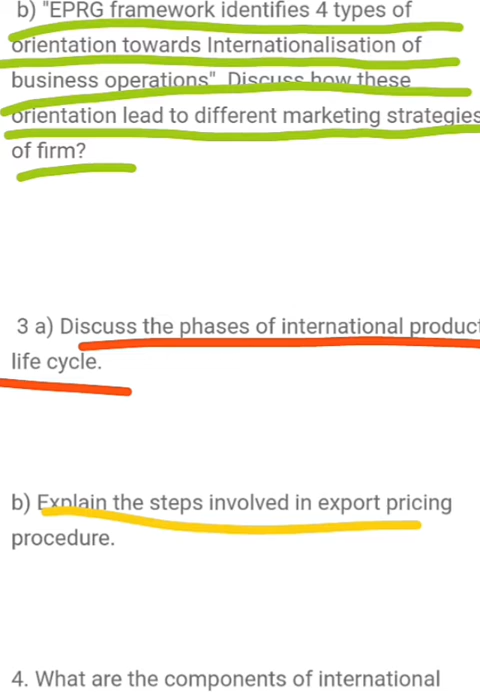 b) "EPRG framework identifies 4 types of
orientation towards Internationalisation of
business operations". Discuss how these
orientation lead to different marketing strategies
of firm?
3 a) Discuss the phases of international product
life cycle.
b) Explain the steps involved in export pricing
procedure.
4. What are the components of international